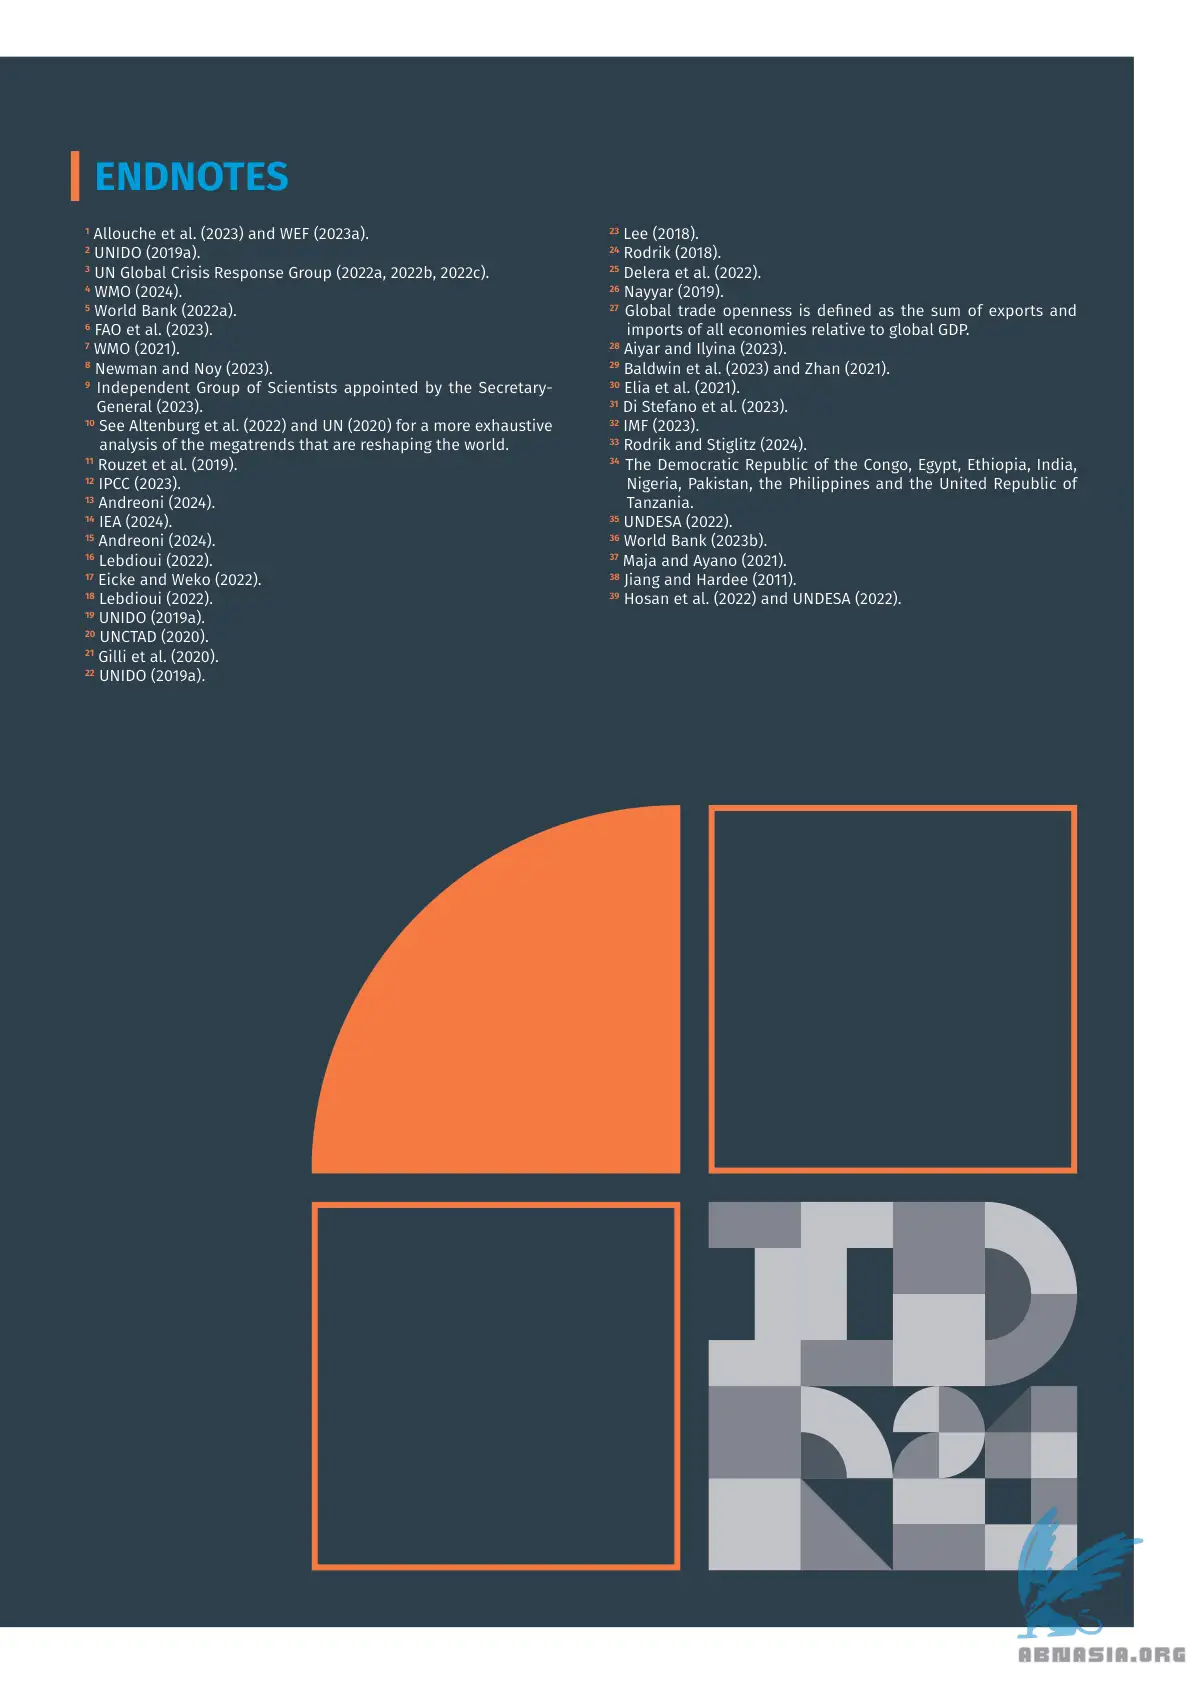 ENDNOTES
1 Allouche et al. (2023) and WEF (2023a).
2 UNIDO (2019a).
3 UN Global Crisis Response Group (2022a, 2022b, 2022c).
4 WMO (2024).
5 World Bank (2022a).
6 FAO et al. (2023).
7 WMO (2021).
8 Newman and Noy (2023).
9 Independent Group of Scientists appointed by the Secretary-
General (2023).
10 See Altenburg et al. (2022) and UN (2020) for a more exhaustive
analysis of the megatrends that are reshaping the world.
11 Rouzet et al. (2019).
12 IPCC (2023).
13 Andreoni (2024).
14 IEA (2024).
15 Andreoni (2024).
16 Lebdioui (2022).
17 Eicke and Weko (2022).
18 Lebdioui (2022).
19 UNIDO (2019a).
20 UNCTAD (2020).
21 Gilli et al. (2020).
22 UNIDO (2019a).
23 Lee (2018).
24 Rodrik (2018).
25 Delera et al. (2022).
26 Nayyar (2019).
27 Global trade openness is defined as the sum of exports and
imports of all economies relative to global GDP.
28 Aiyar and Ilyina (2023).
29 Baldwin et al. (2023) and Zhan (2021).
30 Elia et al. (2021).
31 Di Stefano et al. (2023).
32 IMF (2023).
33 Rodrik and Stiglitz (2024).
34 The Democratic Republic of the Congo, Egypt, Ethiopia, India,
Nigeria, Pakistan, the Philippines and the United Republic of
Tanzania.
35 UNDESA (2022).
36 World Bank (2023b).
37 Maja and Ayano (2021).
38 Jiang and Hardee (2011).
39 Hosan et al. (2022) and UNDESA (2022).
IDR
24
ABNASIA.ORG